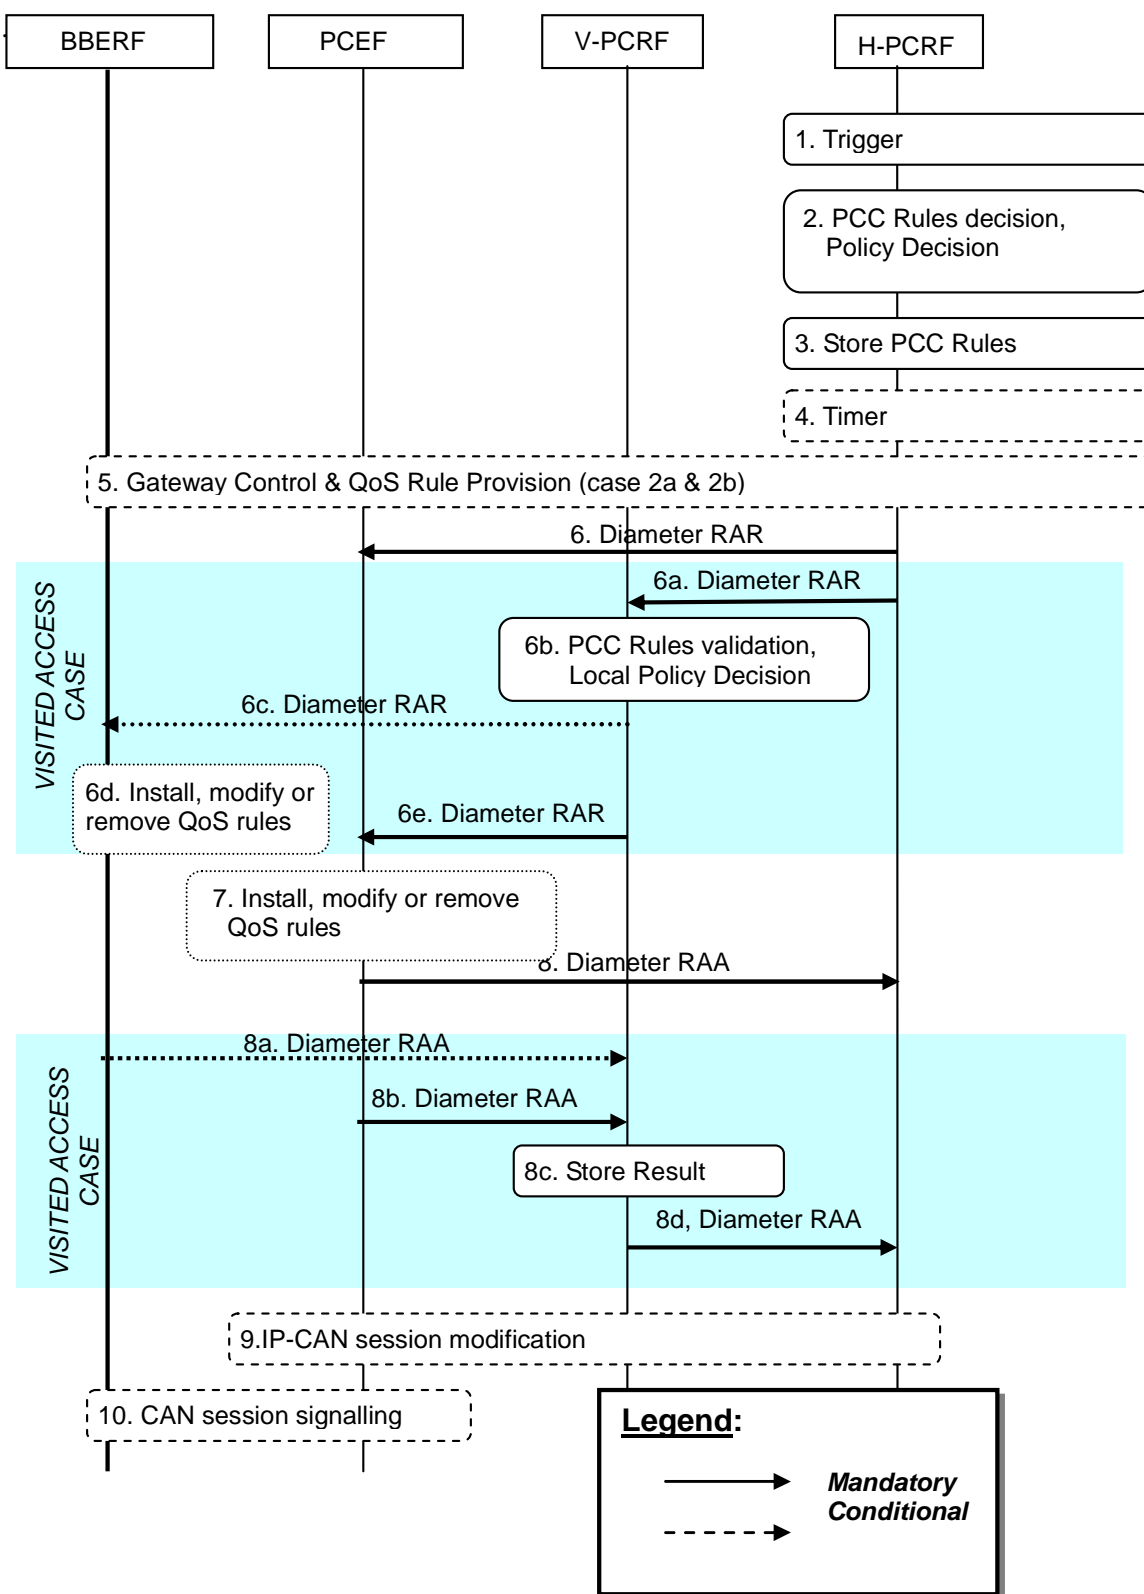 BBERF
PCEF
V-PCRF
H-PCRF
1. Trigger
2. PCC Rules decision,
Policy Decision
3. Store PCC Rules
4. Timer
5. Gateway Control & QoS Rule Provision (case 2a & 2b)
6. Diameter RAR
VISITED ACCESS
CASE
6a. Diameter RAR
6b. PCC Rules validation,
Local Policy Decision
6c. Diameter RAR
6d. Install, modify or
remove QoS rules
6e. Diameter RAR
7. Install, modify or remove
QoS rules
8. Diameter RAA
VISITED ACCESS
CASE
8a. Diameter RAA
8b. Diameter RAA
8c. Store Result
8d, Diameter RAA
9.IP-CAN session modification
10. CAN session signalling
Legend:
Mandatory
Conditional